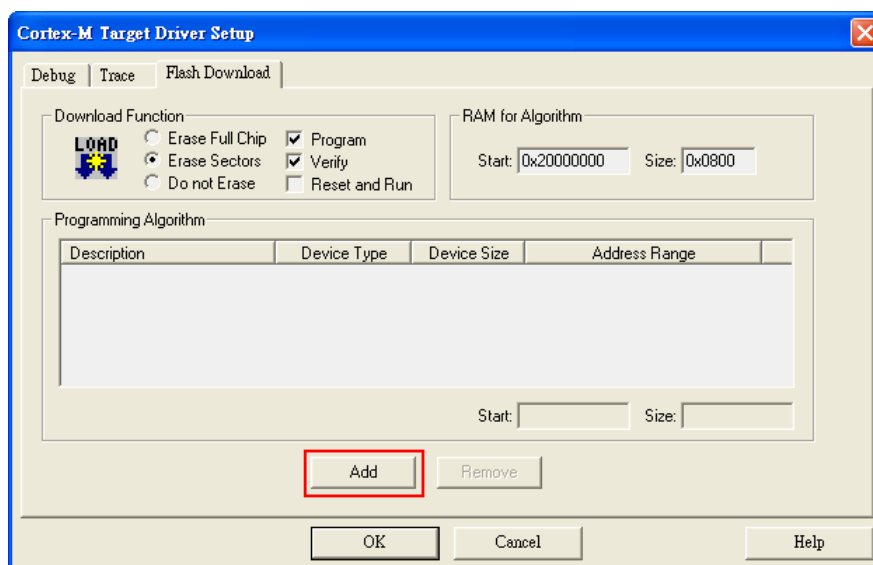 Cortex-M Target Driver Setup
Debug Trace Flash Download
Download Function
LOAD
Erase Full Chip Program
Erase Sectors Verify
Do not Erase Reset and Run
RAM for Algorithm
Start: 0x20000000 Size: 0x0800
Programming Algorithm
Description Device Type Device Size Address Range
Start: Size:
Add Remove
OK Cancel Help